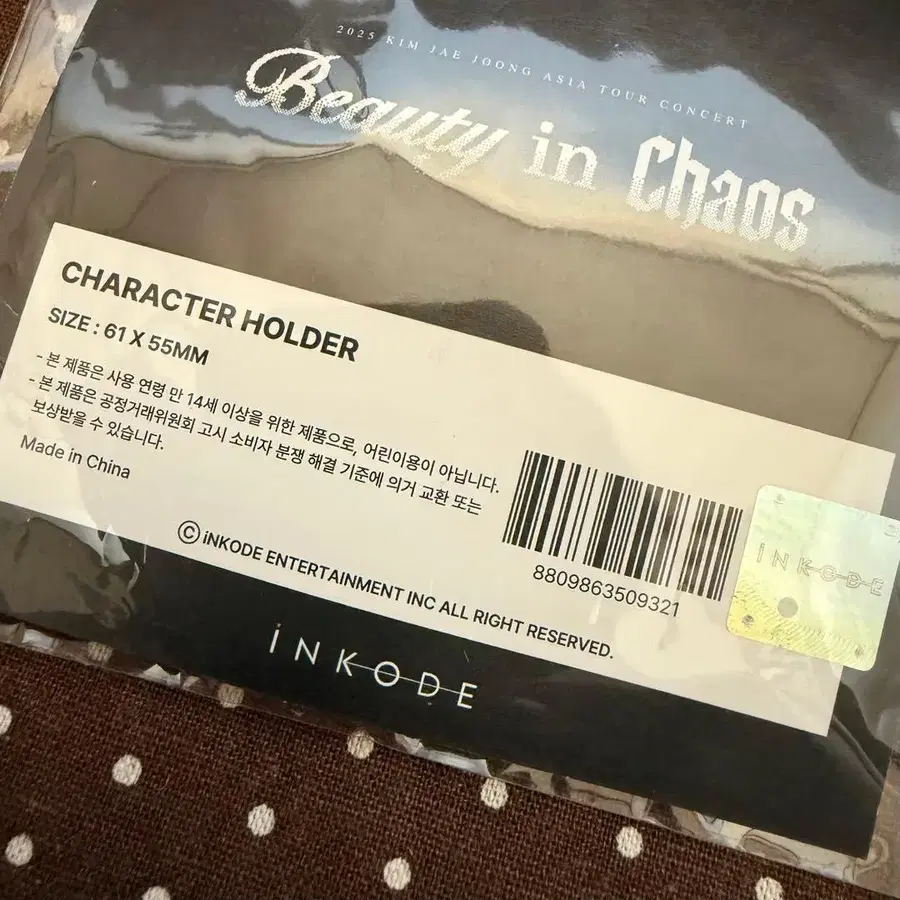 2025 KIM JAE JOONG ASIA TOUR CONCERT
Beauty in Chaos
CHARACTER HOLDER
SIZE : 61 X 55MM
- 본 제품은 사용 연령 만 14세 이상을 위한 제품으로, 어린이용이 아닙니다.
- 본 제품은 공정거래위원회 고시 소비자 분쟁 해결 기준에 의거 교환 또는
보상받을 수 있습니다.
Made in China
8809863509321
iNKODE
ⓒ iNKODE ENTERTAINMENT INC ALL RIGHT RESERVED.
iNKODE